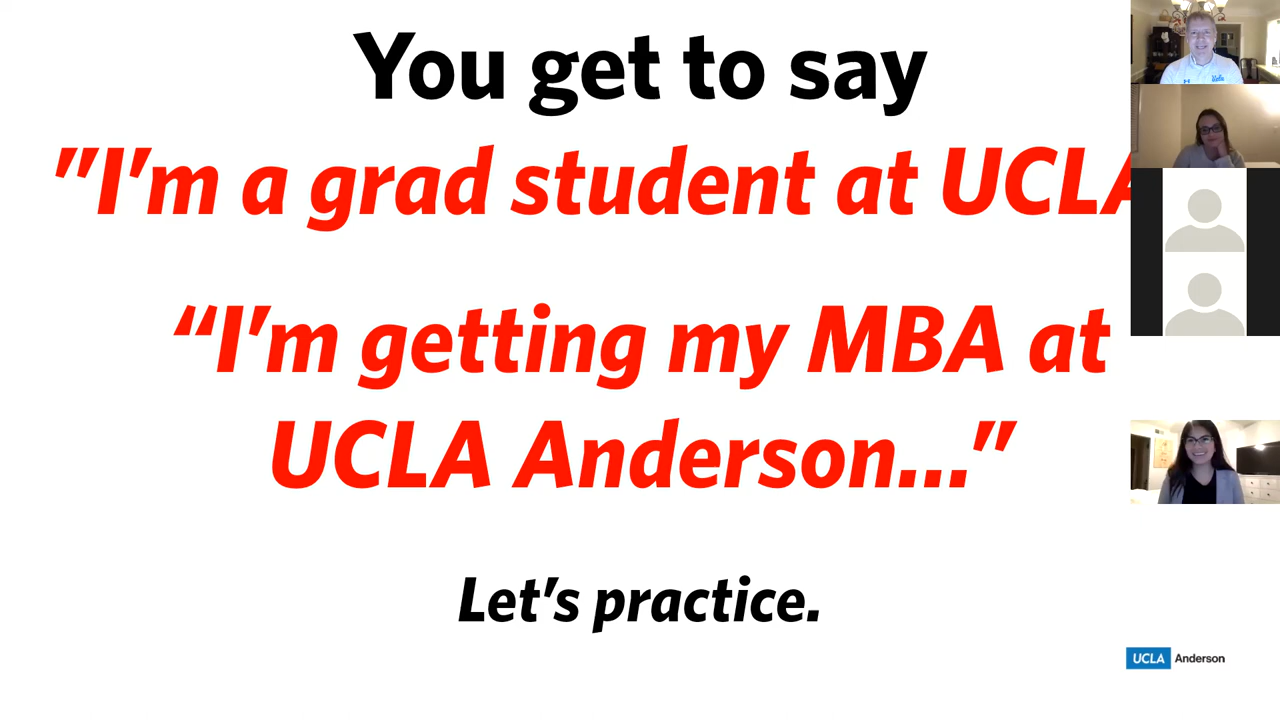 You get to say
"I'm a grad student at UCLA
“I'm getting my MBA at
UCLA Anderson...”
Let's practice.
UCLA Anderson